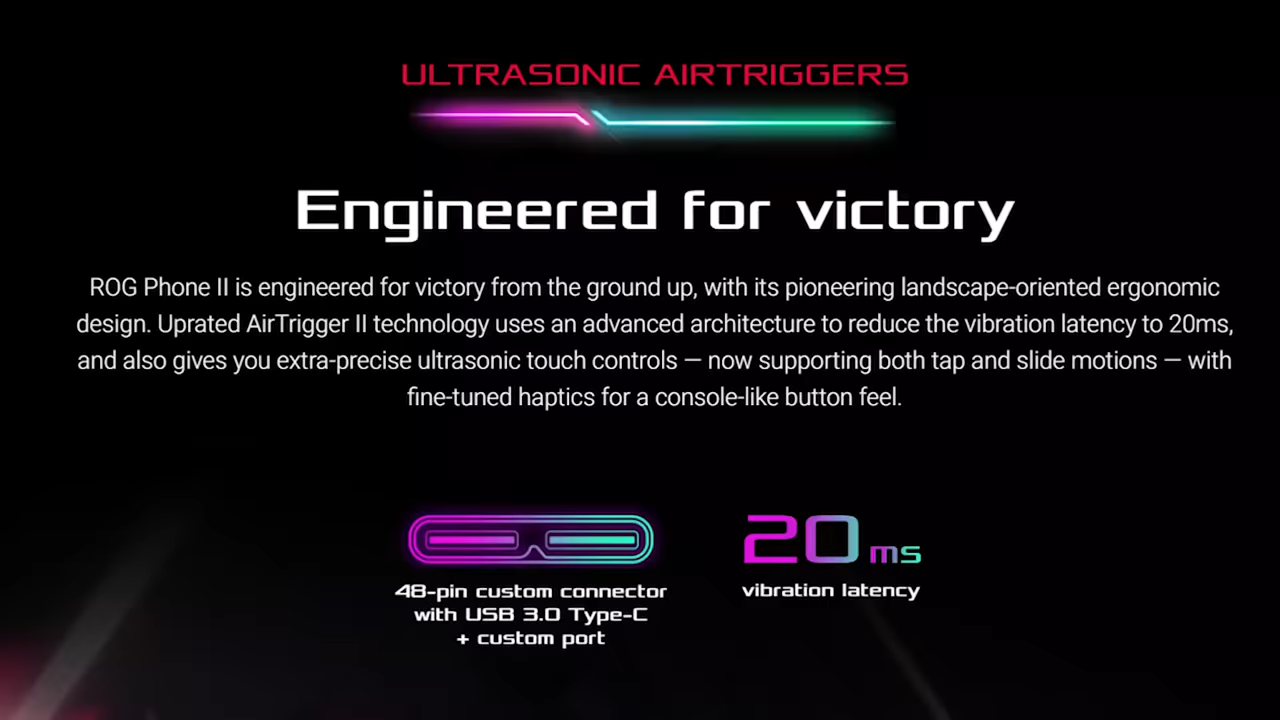 ULTRASONIC AIRTRIGGERS
Engineered for victory
ROG Phone II is engineered for victory from the ground up, with its pioneering landscape-oriented ergonomic
design. Uprated AirTrigger II technology uses an advanced architecture to reduce the vibration latency to 20ms,
and also gives you extra-precise ultrasonic touch controls — now supporting both tap and slide motions — with
fine-tuned haptics for a console-like button feel.
48-pin custom connector
with USB 3.0 Type-C
+ custom port
20 ms
vibration latency